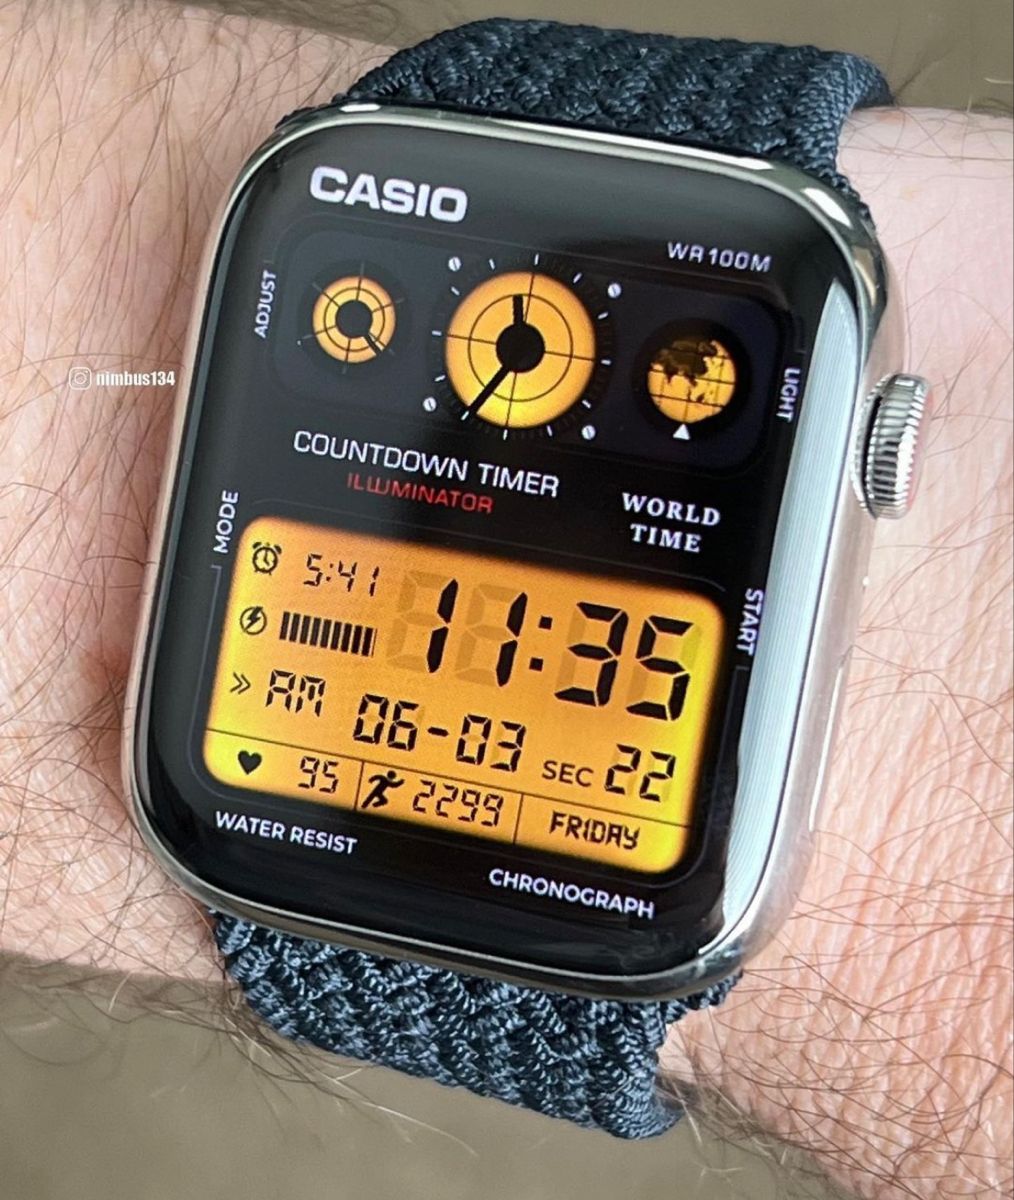 CASIO
WR100M
ADJUST
LIGHT
nimbus134
COUNTDOWN TIMER
ILLUMINATOR
WORLD
TIME
MODE
START
5:41
11:35
AM
06-03
SEC 22
95
2299
FRIDAY
WATER RESIST
CHRONOGRAPH